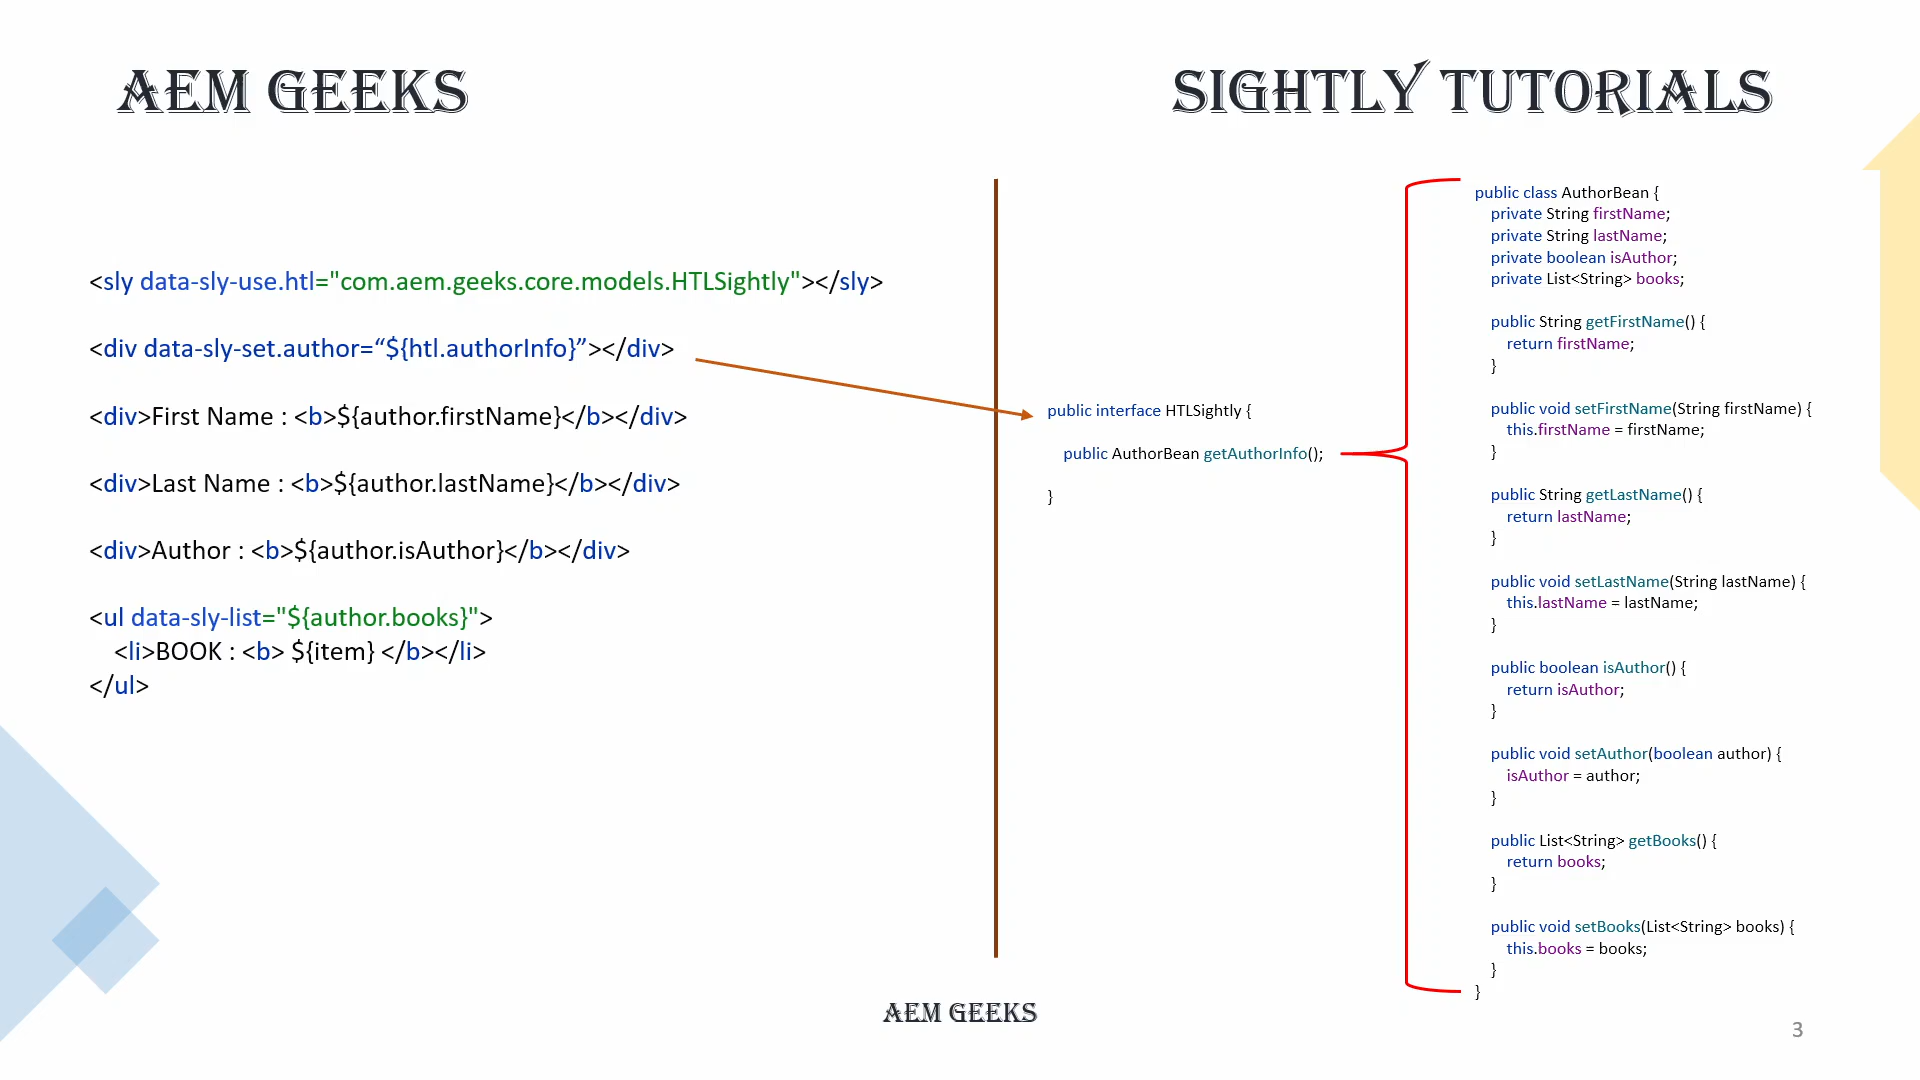 AEM GEEKS
SIGHTLY TUTORIALS
<sly data-sly-use.htl="com.aem.geeks.core.models.HTLSightly"></sly>
<div data-sly-set.author=“${htl.authorInfo}”></div>
<div>First Name : <b>${author.firstName}</b></div>
<div>Last Name : <b>${author.lastName}</b></div>
<div>Author : <b>${author.isAuthor}</b></div>
<ul data-sly-list="${author.books}">
<li>BOOK : <b> ${item} </b></li>
</ul>
public interface HTLSightly {
public AuthorBean getAuthorInfo();
}
public class AuthorBean {
private String firstName;
private String lastName;
private boolean isAuthor;
private List<String> books;
public String getFirstName() {
return firstName;
}
public void setFirstName(String firstName) {
this.firstName = firstName;
}
public String getLastName() {
return lastName;
}
public void setLastName(String lastName) {
this.lastName = lastName;
}
public boolean isAuthor() {
return isAuthor;
}
public void setAuthor(boolean author) {
isAuthor = author;
}
public List<String> getBooks() {
return books;
}
public void setBooks(List<String> books) {
this.books = books;
}
}
AEM GEEKS
3